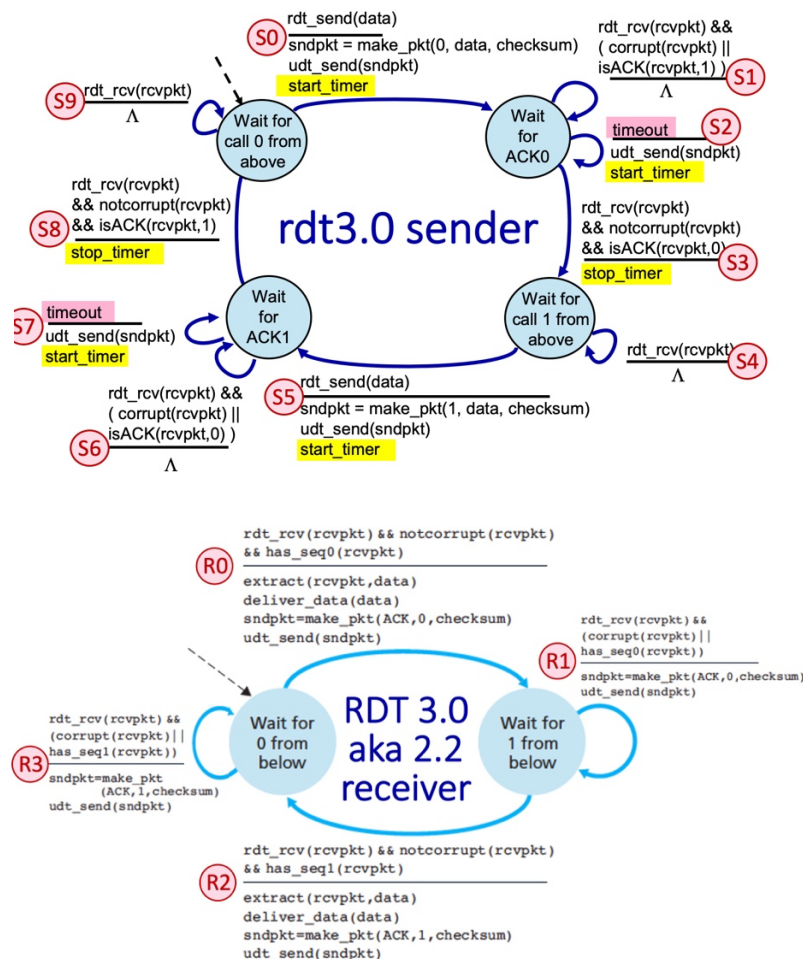 S0
rdt_send(data)
sndpkt = make_pkt(0, data, checksum)
udt_send(sndpkt)
start_timer
rdt_rcv(rcvpkt) &&
( corrupt(rcvpkt) ||
isACK(rcvpkt,1) )
Λ
S1
S9
rdt_rcv(rcvpkt)
Λ
Wait for
call 0 from
above
Wait
for
ACK0
timeout
udt_send(sndpkt)
start_timer
S2
S8
rdt_rcv(rcvpkt)
&& notcorrupt(rcvpkt)
&& isACK(rcvpkt,1)
stop_timer
rdt3.0 sender
rdt_rcv(rcvpkt)
&& notcorrupt(rcvpkt)
&& isACK(rcvpkt,0)
stop_timer
S3
S7
timeout
udt_send(sndpkt)
start_timer
Wait
for
ACK1
Wait for
call 1 from
above
rdt_rcv(rcvpkt)
Λ
S4
S6
rdt_rcv(rcvpkt) &&
( corrupt(rcvpkt) ||
isACK(rcvpkt,0) )
Λ
S5
rdt_send(data)
sndpkt = make_pkt(1, data, checksum)
udt_send(sndpkt)
start_timer
R0
rdt_rcv(rcvpkt) && notcorrupt(rcvpkt)
&& has_seq0(rcvpkt)
extract(rcvpkt,data)
deliver_data(data)
sndpkt=make_pkt(ACK,0,checksum)
udt_send(sndpkt)
R1
rdt_rcv(rcvpkt) &&
(corrupt(rcvpkt)||
has_seq0(rcvpkt))
sndpkt=make_pkt(ACK,0,checksum)
udt_send(sndpkt)
R3
rdt_rcv(rcvpkt) &&
(corrupt(rcvpkt)||
has_seq1(rcvpkt))
sndpkt=make_pkt
(ACK,1,checksum)
udt_send(sndpkt)
Wait for
0 from
below
RDT 3.0
aka 2.2
receiver
Wait for
1 from
below
R2
rdt_rcv(rcvpkt) && notcorrupt(rcvpkt)
&& has_seq1(rcvpkt)
extract(rcvpkt,data)
deliver_data(data)
sndpkt=make_pkt(ACK,1,checksum)
udt_send(sndpkt)